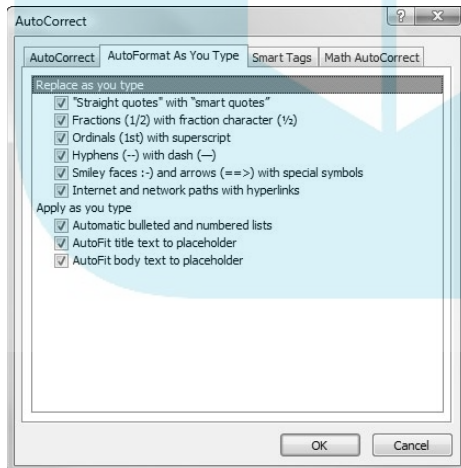 AutoCorrect
AutoCorrect AutoFormat As You Type Smart Tags Math AutoCorrect
Replace as you type
"Straight quotes" with “smart quotes”
Fractions (1/2) with fraction character (½)
Ordinals (1st) with superscript
Hyphens (--) with dash (—)
Smiley faces :-) and arrows (==>) with special symbols
Internet and network paths with hyperlinks
Apply as you type
Automatic bulleted and numbered lists
AutoFit title text to placeholder
AutoFit body text to placeholder
OK Cancel